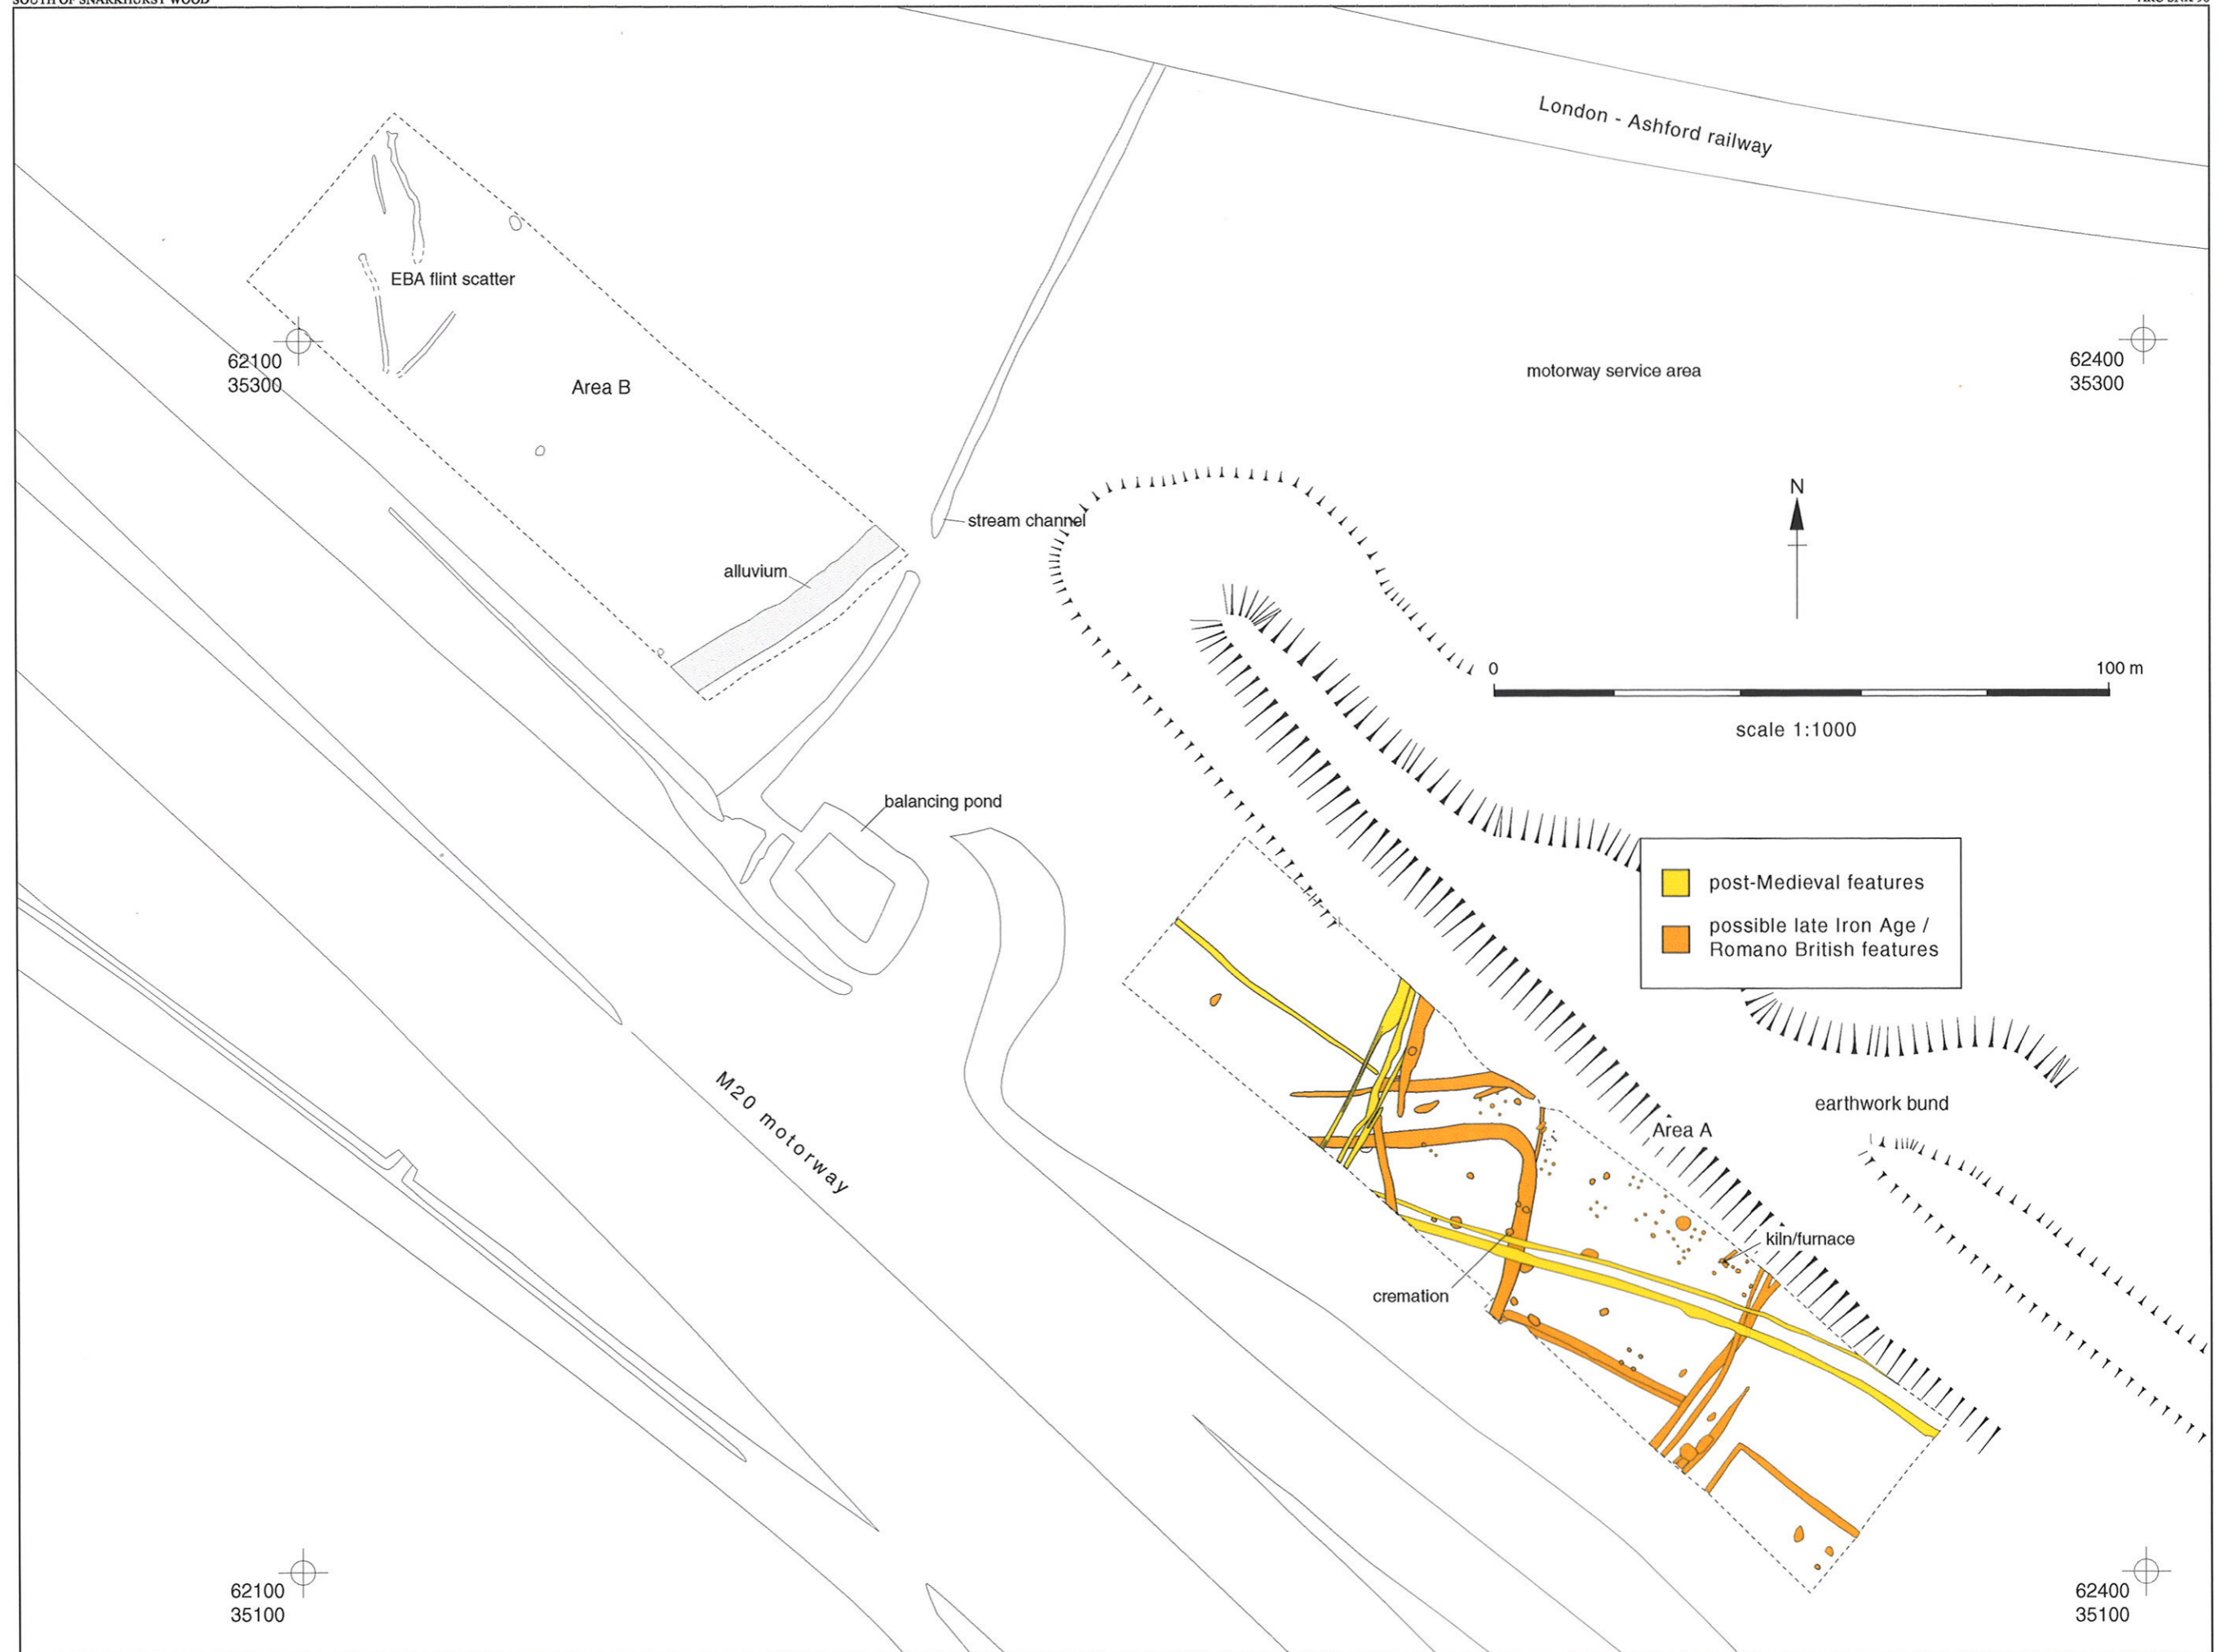 London - Ashford railway
EBA flint scatter
62100
35300
Area B
motorway service area
62400
35300
N
stream channel
alluvium
0
100 m
scale 1:1000
balancing pond
post-Medieval features
possible late Iron Age /
Romano British features
M20 motorway
earthwork bund
Area A
kiln/furnace
cremation
62100
35100
62400
35100